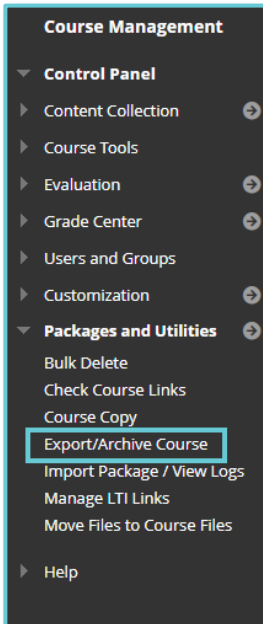 Course Management
Control Panel
Content Collection
Course Tools
Evaluation
Grade Center
Users and Groups
Customization
Packages and Utilities
Bulk Delete
Check Course Links
Course Copy
Export/Archive Course
Import Package / View Logs
Manage LTI Links
Move Files to Course Files
Help